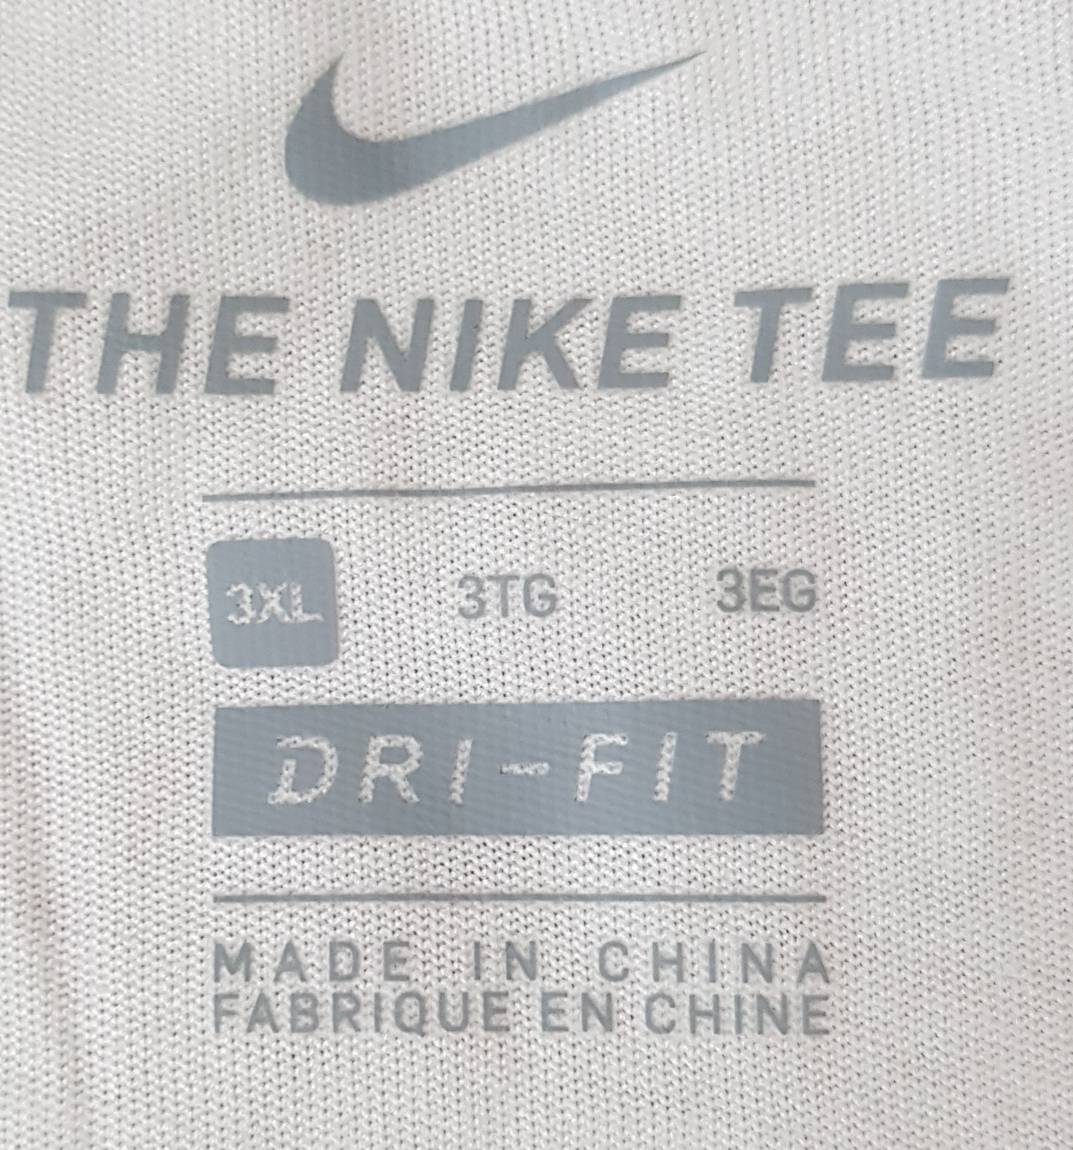 THE NIKE TEE
3XL 3TG 3EG
DRI-FIT
MADE IN CHINA
FABRIQUE EN CHINE